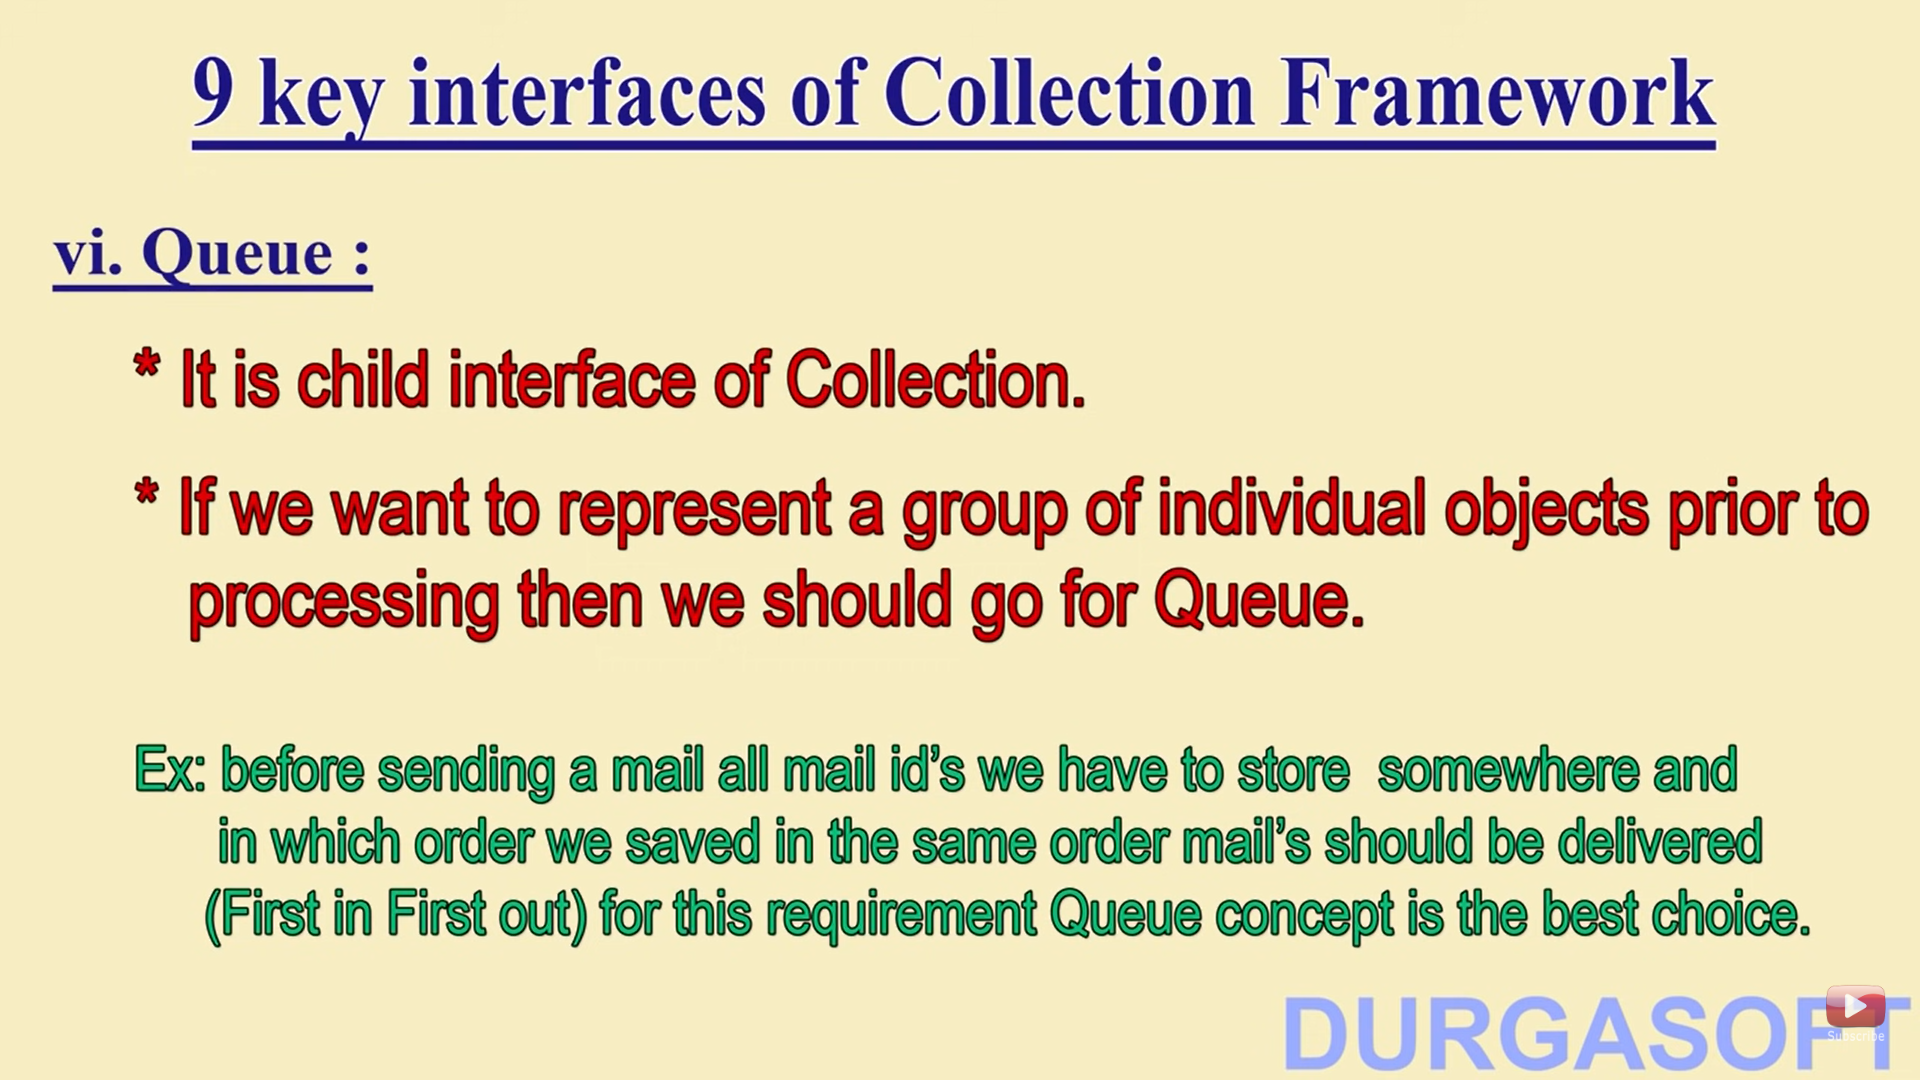 9 key interfaces of Collection Framework
vi. Queue :
* It is child interface of Collection.
* If we want to represent a group of individual objects prior to
processing then we should go for Queue.
Ex: before sending a mail all mail id’s we have to store somewhere and
in which order we saved in the same order mail’s should be delivered
(First in First out) for this requirement Queue concept is the best choice.
DURGASOFT
Subscribe